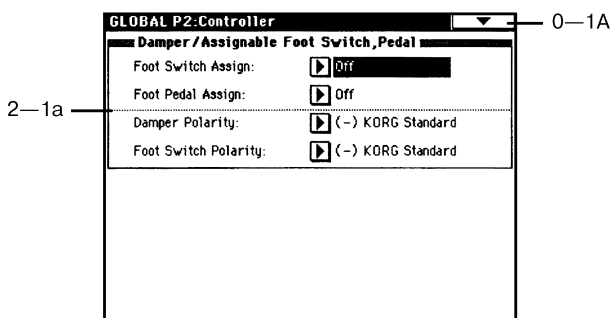 GLOBAL P2:Controller
0—1A
Damper/Assignable Foot Switch,Pedal
Foot Switch Assign: Off
Foot Pedal Assign: Off
2—1a
Damper Polarity: (-) KORG Standard
Foot Switch Polarity: (-) KORG Standard